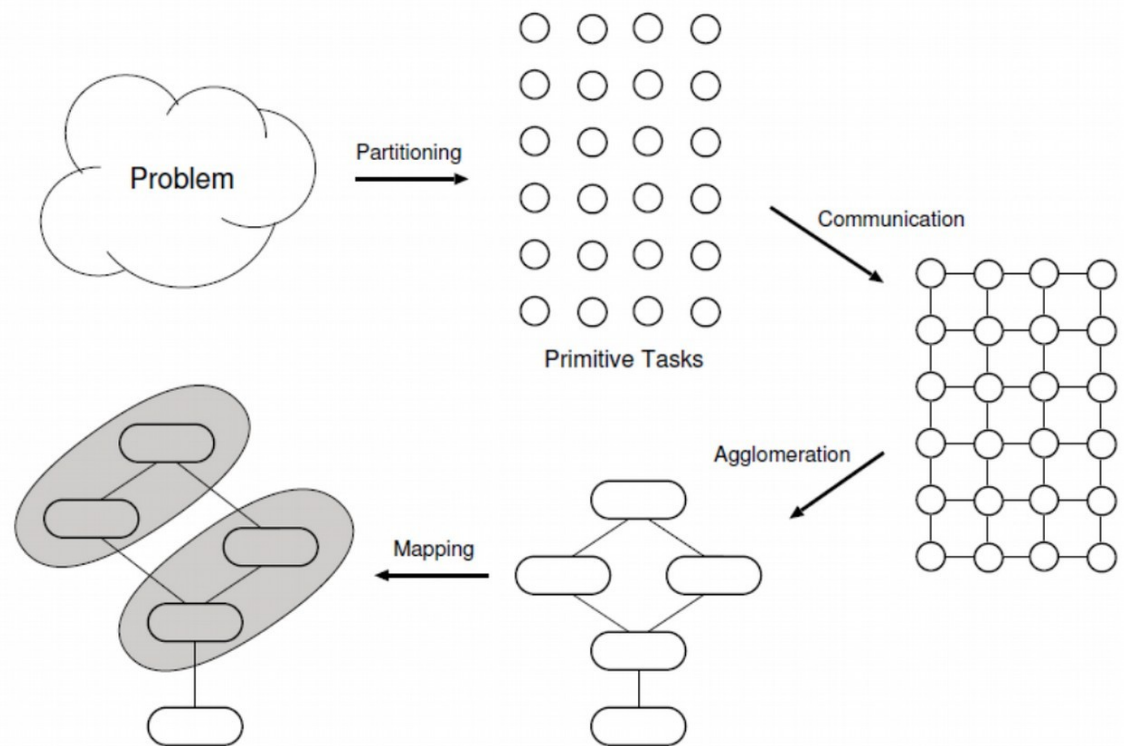 Problem
Partitioning
Primitive Tasks
Communication
Agglomeration
Mapping